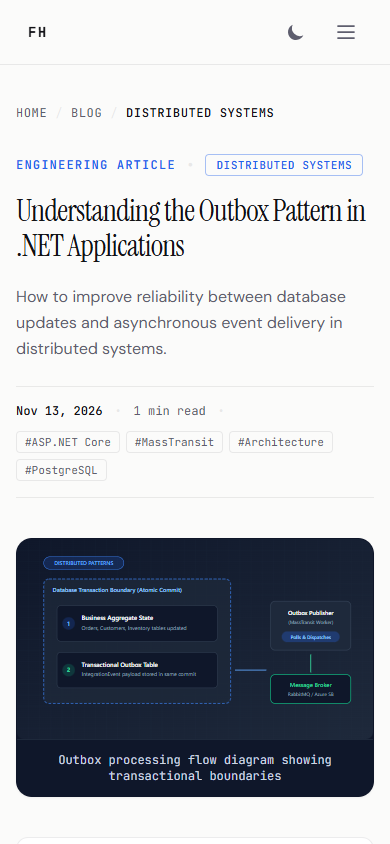 FH
HOME / BLOG / DISTRIBUTED SYSTEMS
ENGINEERING ARTICLE • DISTRIBUTED SYSTEMS
Understanding the Outbox Pattern in
.NET Applications
How to improve reliability between database
updates and asynchronous event delivery in
distributed systems.
Nov 13, 2026 • 1 min read •
#ASP.NET Core #MassTransit #Architecture
#PostgreSQL
DISTRIBUTED PATTERNS
Database Transaction Boundary (Atomic Commit)
1 Business Aggregate State
Orders, Customers, Inventory tables updated
2 Transactional Outbox Table
IntegrationEvent payload stored in same commit
Outbox Publisher
(MassTransit Worker)
Polls & Dispatches
Message Broker
RabbitMQ / Azure SB
Outbox processing flow diagram showing
transactional boundaries